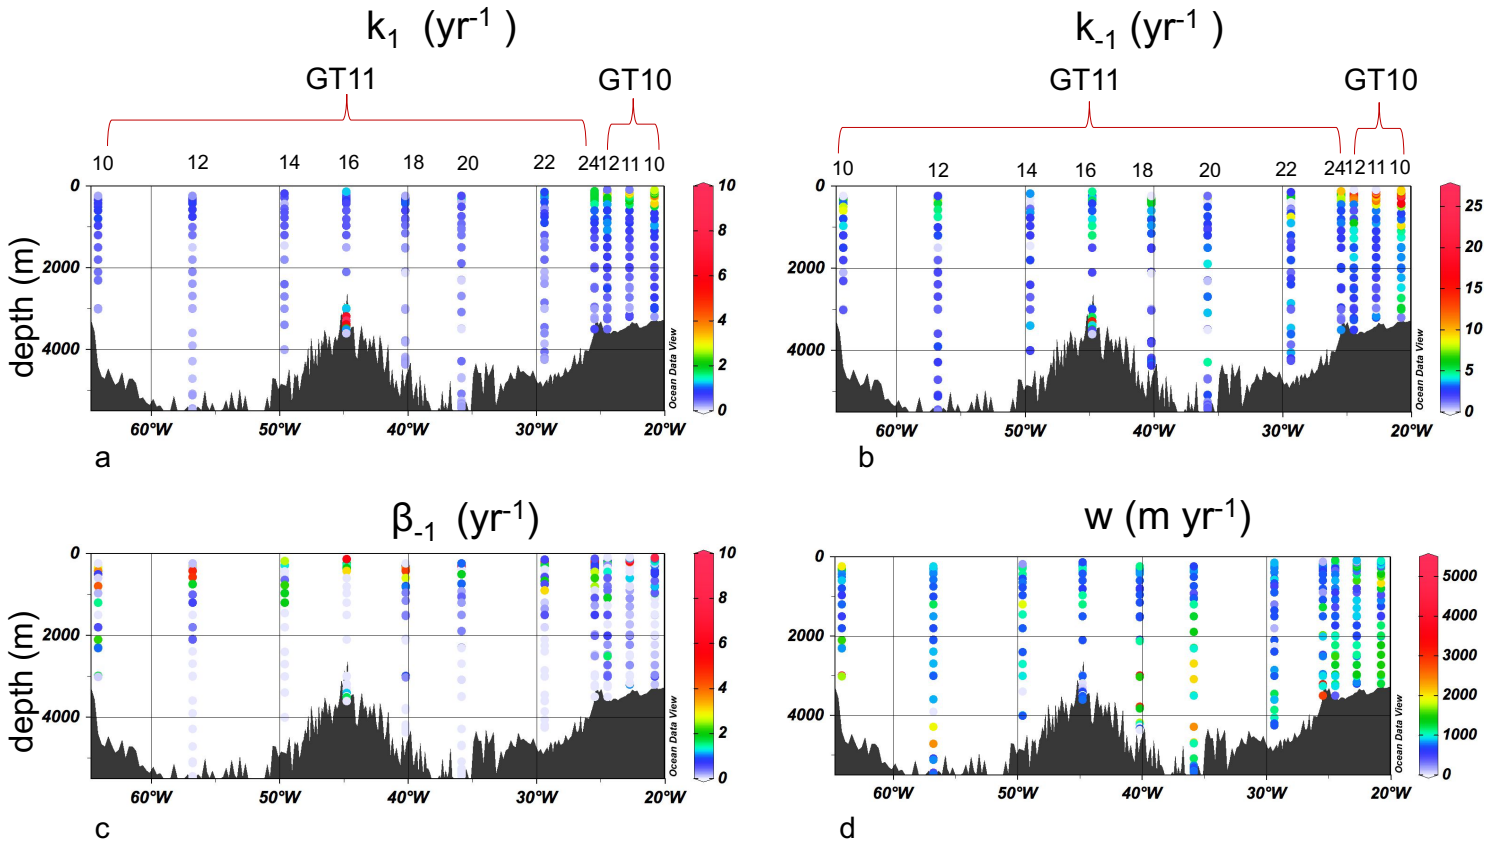 k₁ (yr⁻¹ )
GT11 GT10
10 12 14 16 18 20 22 24 12 11 10
0
2000
4000
depth (m)
60°W 50°W 40°W 30°W 20°W
10
8
6
4
2
0
Ocean Data View
a
k₋₁ (yr⁻¹ )
GT11 GT10
10 12 14 16 18 20 22 24 12 11 10
0
2000
4000
60°W 50°W 40°W 30°W 20°W
25
20
15
10
5
0
Ocean Data View
b
β₋₁ (yr⁻¹)
0
2000
4000
depth (m)
60°W 50°W 40°W 30°W 20°W
10
8
6
4
2
0
Ocean Data View
c
w (m yr⁻¹)
0
2000
4000
60°W 50°W 40°W 30°W 20°W
5000
4000
3000
2000
1000
0
Ocean Data View
d